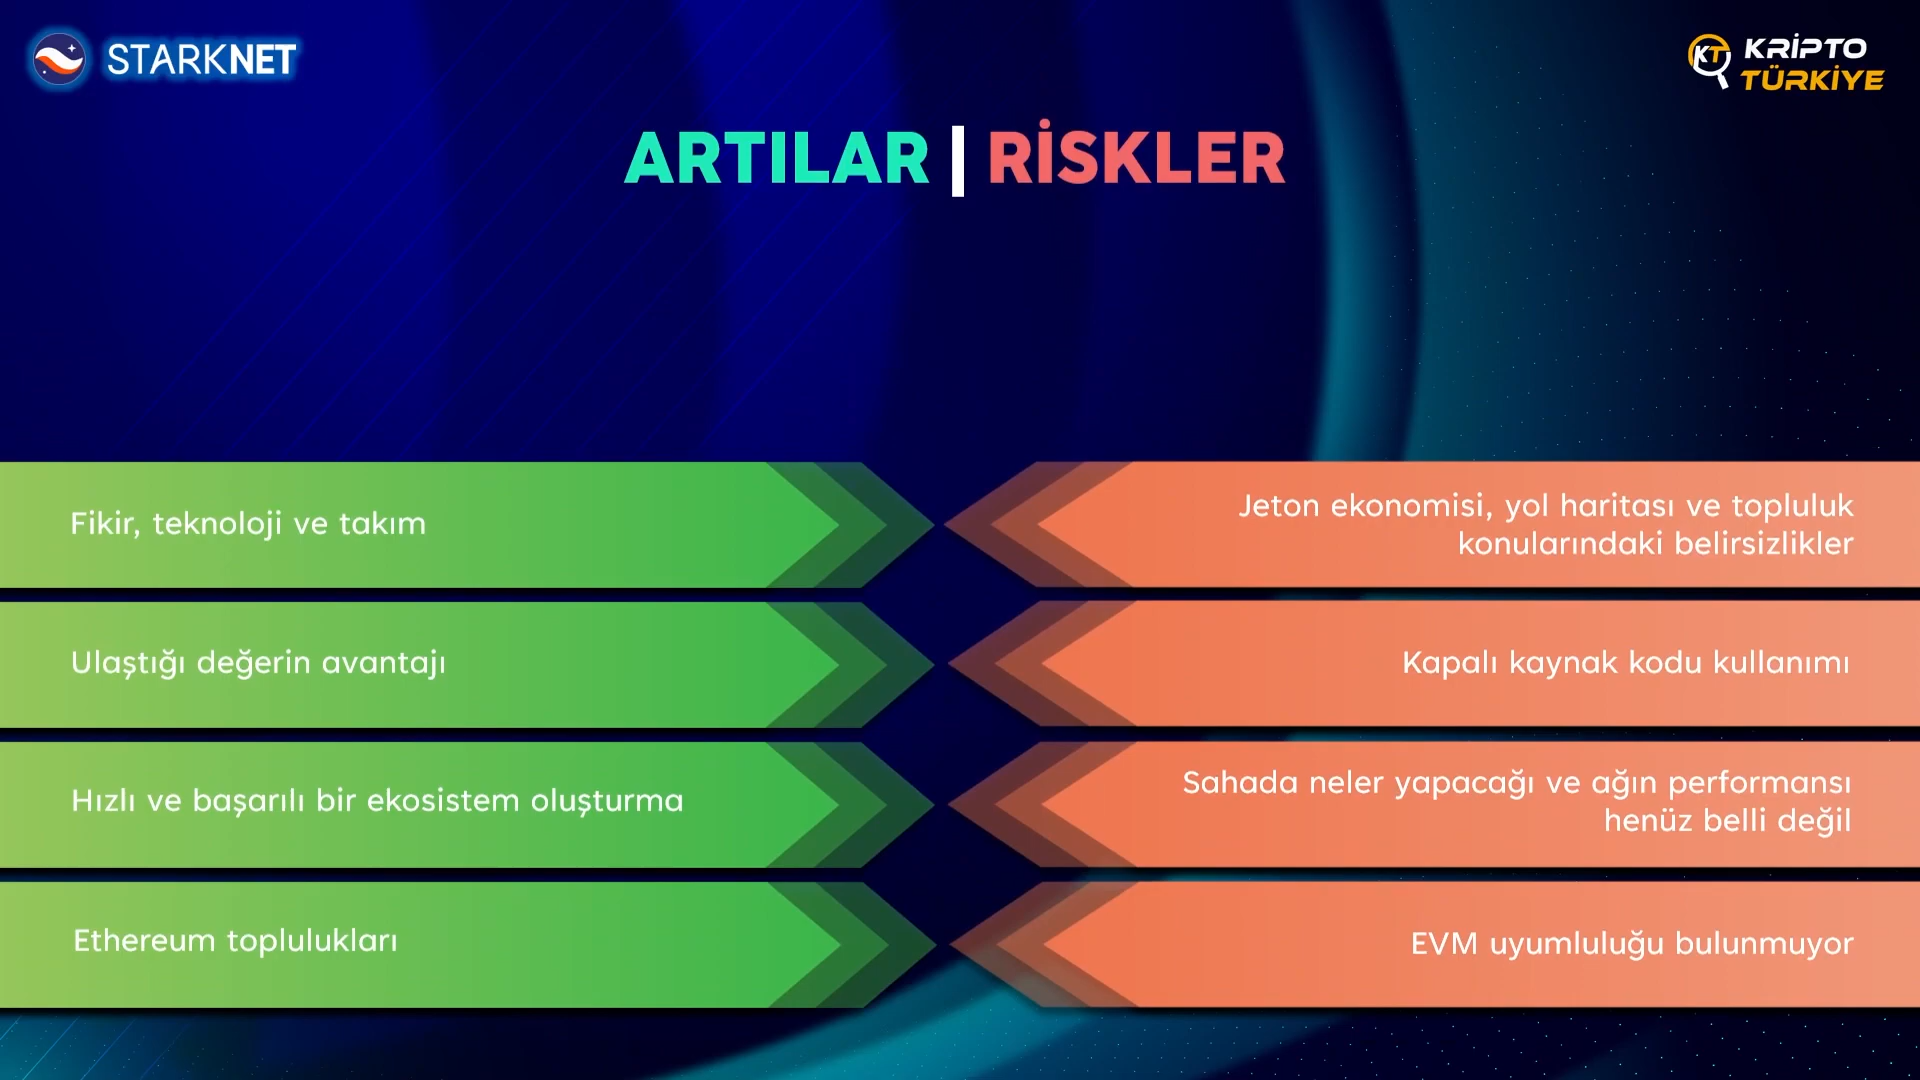 STARKNET
KT KRİPTO
TÜRKİYE
ARTILAR | RİSKLER
Fikir, teknoloji ve takım
Jeton ekonomisi, yol haritası ve topluluk
konularındaki belirsizlikler
Ulaştığı değerin avantajı
Kapalı kaynak kodu kullanımı
Hızlı ve başarılı bir ekosistem oluşturma
Sahada neler yapacağı ve ağın performansı
henüz belli değil
Ethereum toplulukları
EVM uyumluluğu bulunmuyor